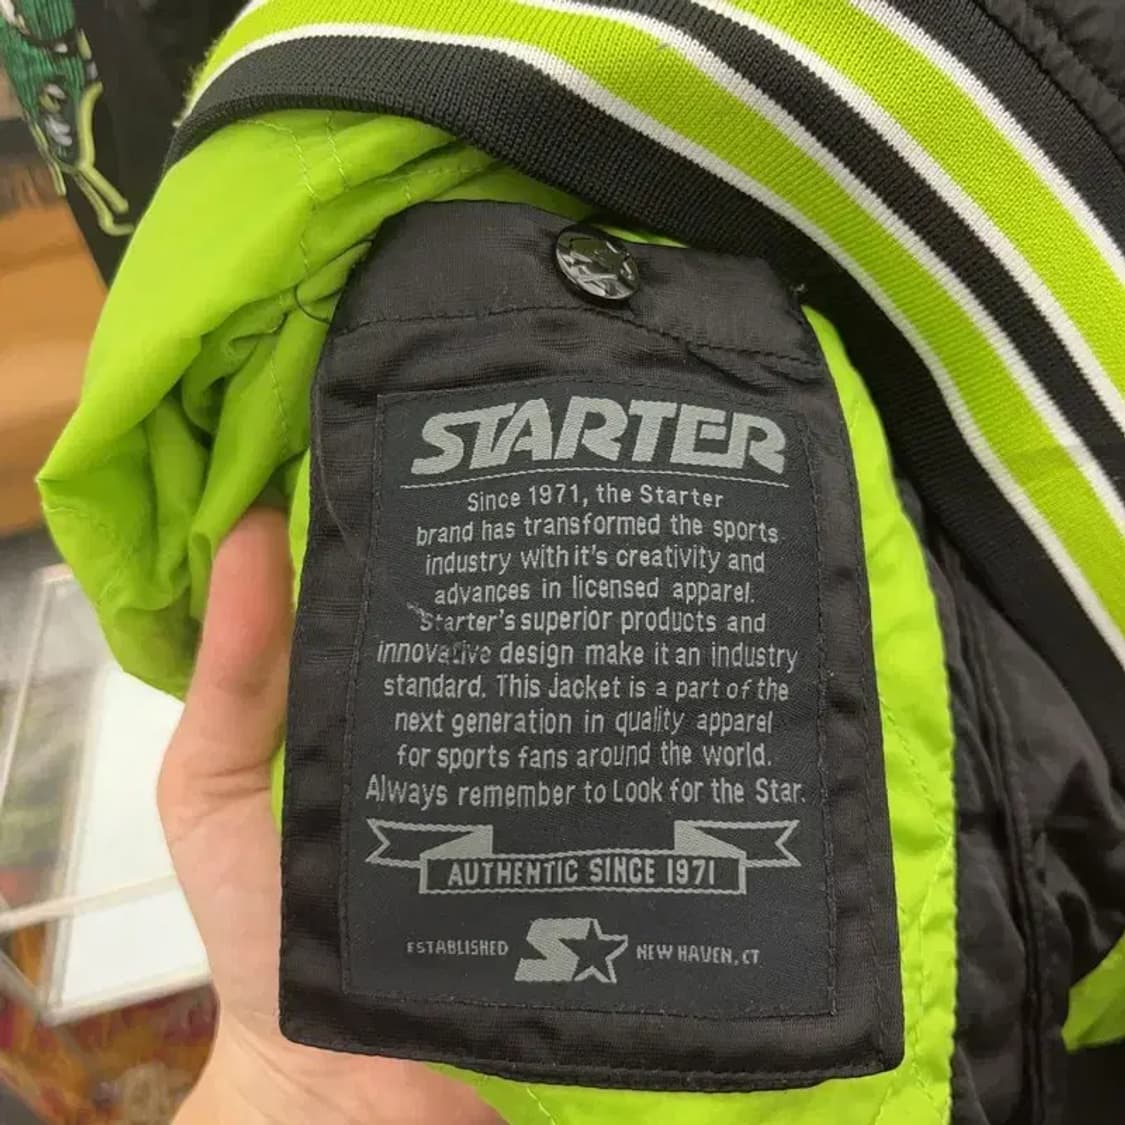 STARTER
Since 1971, the Starter
brand has transformed the sports
industry with it's creativity and
advances in licensed apparel.
Starter's superior products and
innovative design make it an industry
standard. This Jacket is a part of the
next generation in quality apparel
for sports fans around the world.
Always remember to Look for the Star.
AUTHENTIC SINCE 1971
ESTABLISHED S NEW HAVEN, CT